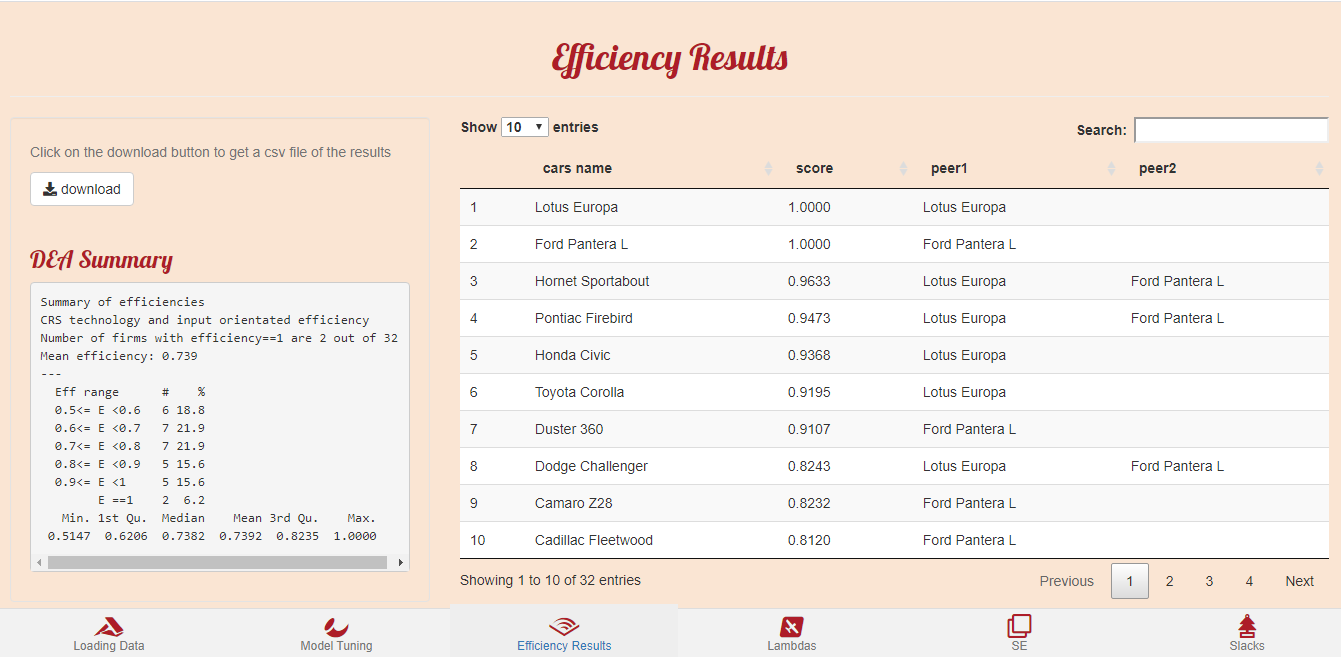 Efficiency Results
Click on the download button to get a csv file of the results
download
DEA Summary
Summary of efficiencies
CRS technology and input orientated efficiency
Number of firms with efficiency==1 are 2 out of 32
Mean efficiency: 0.739
---
Eff range # %
0.5<= E <0.6 6 18.8
0.6<= E <0.7 7 21.9
0.7<= E <0.8 7 21.9
0.8<= E <0.9 5 15.6
0.9<= E <1 5 15.6
E ==1 2 6.2
Min. 1st Qu. Median Mean 3rd Qu. Max.
0.5147 0.6206 0.7382 0.7392 0.8235 1.0000
Show 10 entries
Search:
cars name score peer1 peer2
1 Lotus Europa 1.0000 Lotus Europa
2 Ford Pantera L 1.0000 Ford Pantera L
3 Hornet Sportabout 0.9633 Lotus Europa Ford Pantera L
4 Pontiac Firebird 0.9473 Lotus Europa Ford Pantera L
5 Honda Civic 0.9368 Lotus Europa
6 Toyota Corolla 0.9195 Lotus Europa
7 Duster 360 0.9107 Ford Pantera L
8 Dodge Challenger 0.8243 Lotus Europa Ford Pantera L
9 Camaro Z28 0.8232 Ford Pantera L
10 Cadillac Fleetwood 0.8120 Ford Pantera L
Showing 1 to 10 of 32 entries
Previous 1 2 3 4 Next
Loading Data Model Tuning Efficiency Results Lambdas SE Slacks